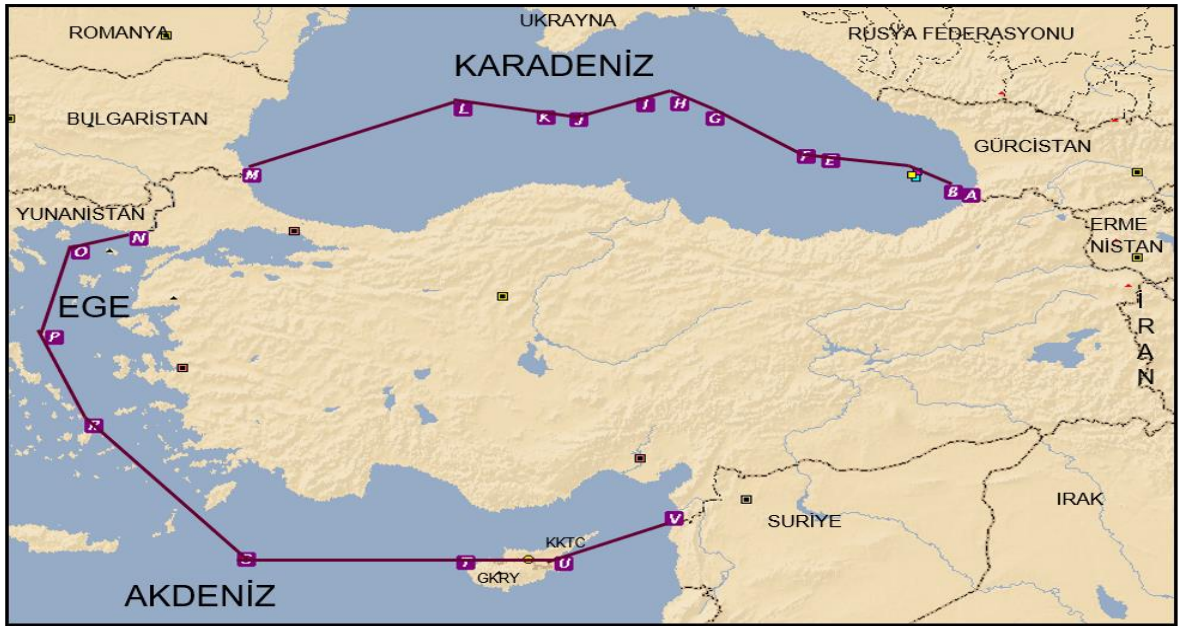 UKRAYNA
ROMANYA
RUSYA FEDERASYONU
KARADENİZ
L
K
J
I
H
G
BULGARİSTAN
GÜRCİSTAN
F
E
M
B
A
YUNANİSTAN
ERME
NİSTAN
N
O
EGE
İ
R
A
N
P
R
IRAK
V
SURİYE
KKTC
S
T
U
GKRY
AKDENİZ